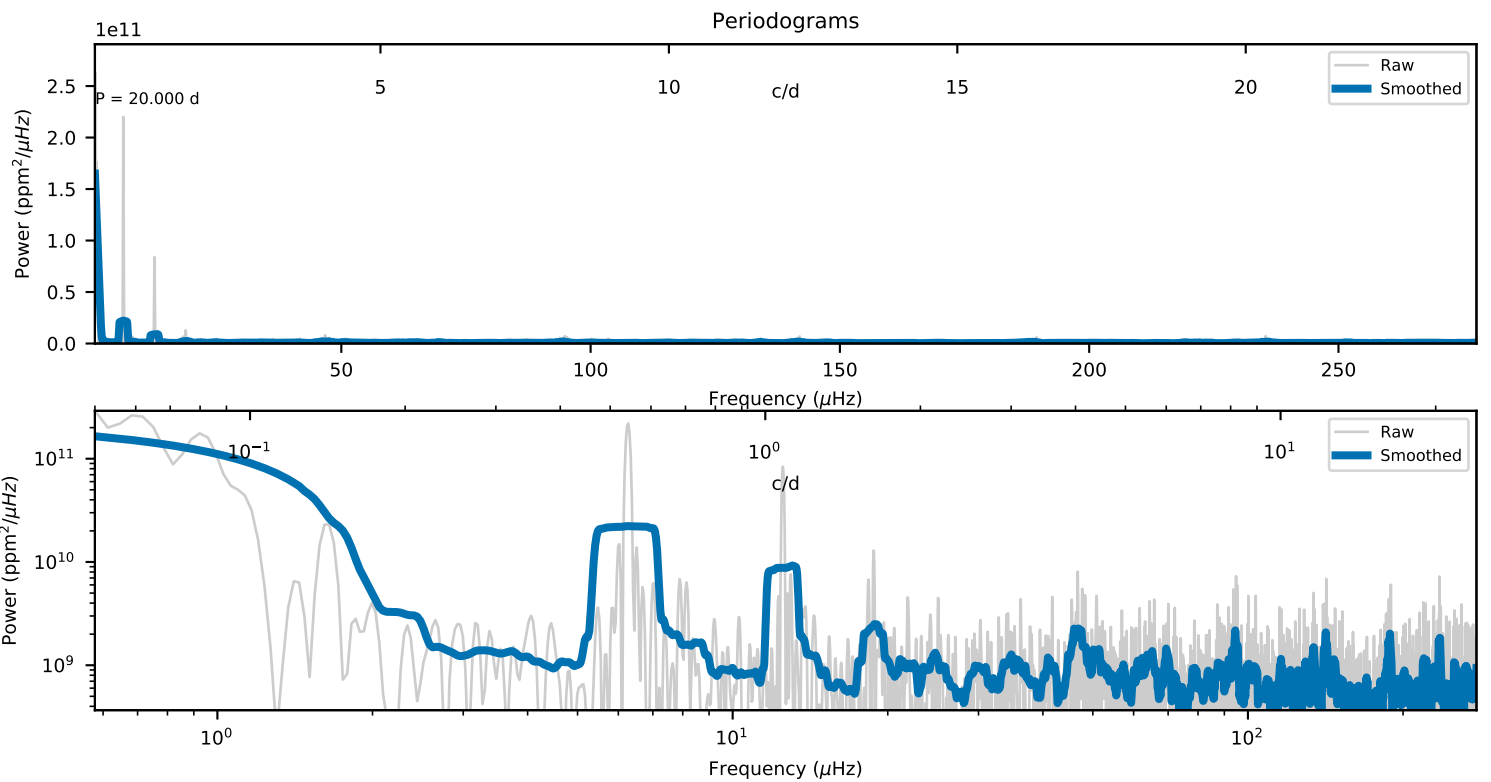 Periodograms
1e11
5 10 15 20
c/d
P = 20.000 d
Raw
Smoothed
2.5
2.0
1.5
1.0
0.5
0.0
Power (ppm²/μHz)
50 100 150 200 250
Frequency (μHz)
10⁻¹ 10⁰ 10¹
c/d
Raw
Smoothed
10¹¹
10¹⁰
10⁹
Power (ppm²/μHz)
10⁰ 10¹ 10²
Frequency (μHz)